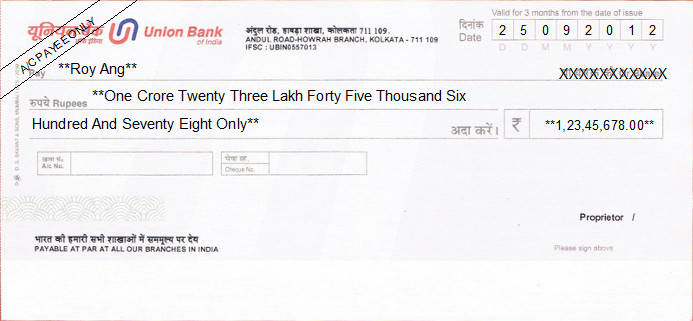 A/C PAYEE ONLY
यूनियन बैंक Union Bank
of India
अंदुल रोड, हावड़ा शाखा, कोलकता 711 109.
ANDUL ROAD-HOWRAH BRANCH, KOLKATA - 711 109
IFSC : UBIN0557013
Valid for 3 months from the date of issue
दिनांक
Date
2 5 0 9 2 0 1 2
D D M M Y Y Y Y
Pay **Roy Ang** XXXXXXXXXXX
रुपये Rupees **One Crore Twenty Three Lakh Forty Five Thousand Six
Hundred And Seventy Eight Only** अदा करें। ₹ **1,23,45,678.00**
खाता सं.
A/c No.
चेक सं.
Cheque No.
Proprietor /
भारत की हमारी सभी शाखाओं में सममूल्य पर देय
PAYABLE AT PAR AT ALL OUR BRANCHES IN INDIA
Please sign above